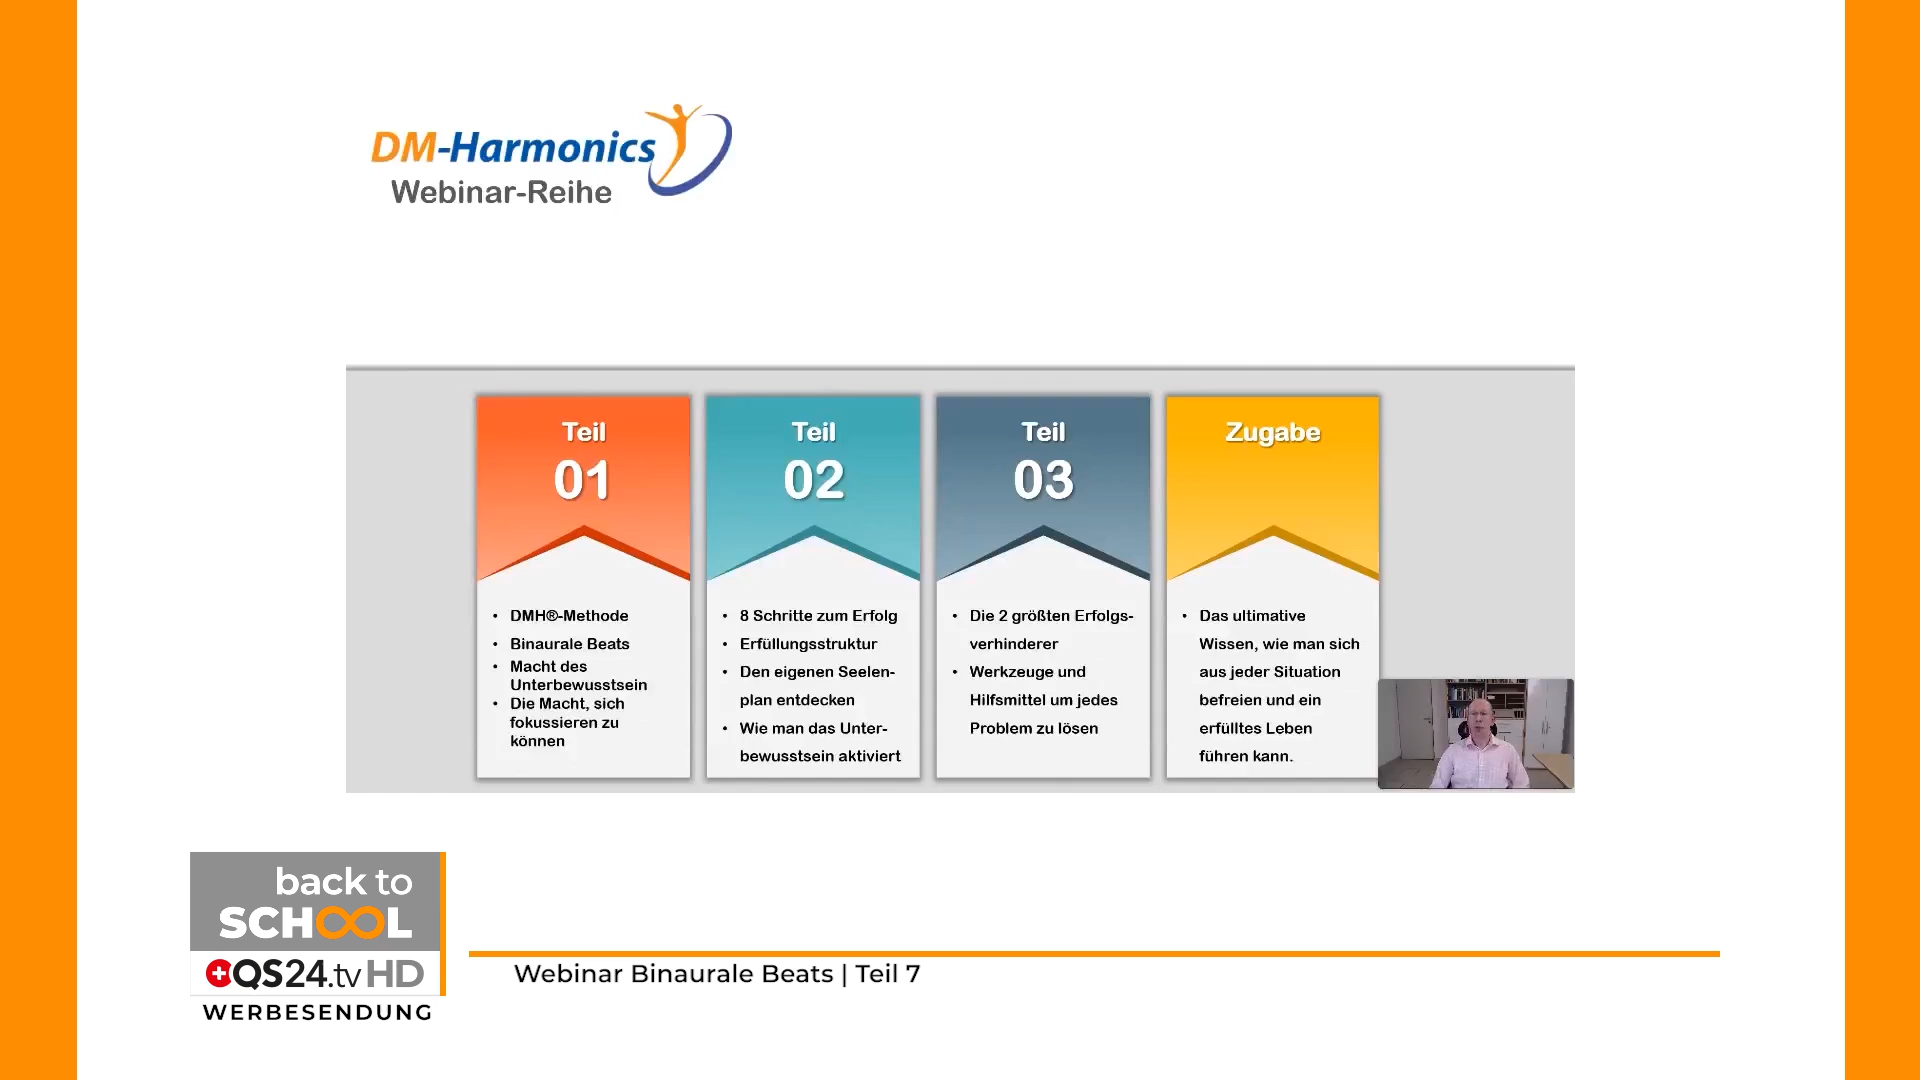 DM-Harmonics
Webinar-Reihe
Teil
01
• DMH®-Methode
• Binaurale Beats
• Macht des
Unterbewusstsein
• Die Macht, sich
fokussieren zu
können
Teil
02
• 8 Schritte zum Erfolg
• Erfüllungsstruktur
• Den eigenen Seelen-
plan entdecken
• Wie man das Unter-
bewusstsein aktiviert
Teil
03
• Die 2 größten Erfolgs-
verhinderer
• Werkzeuge und
Hilfsmittel um jedes
Problem zu lösen
Zugabe
• Das ultimative
Wissen, wie man sich
aus jeder Situation
befreien und ein
erfülltes Leben
führen kann.
back to
SCHOOL
QS24.tv HD
WERBESENDUNG
Webinar Binaurale Beats | Teil 7